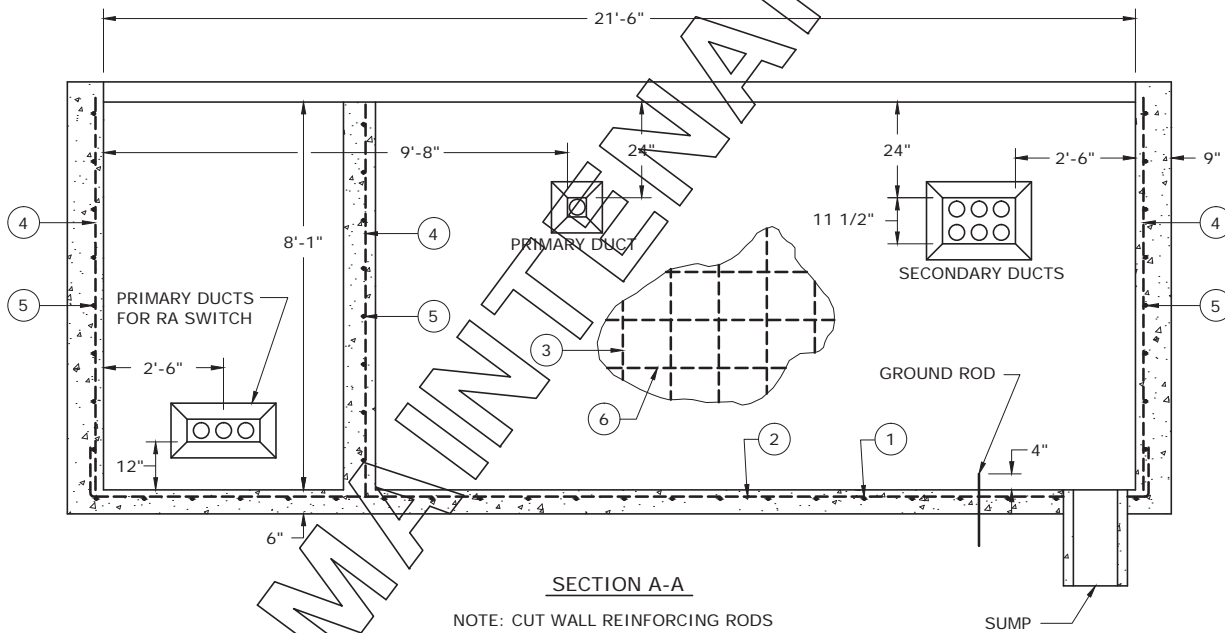 21'-6"
9'-8"
24"
24"
2'-6"
9"
4
8'-1"
4
PRIMARY DUCT
11 1/2"
SECONDARY DUCTS
4
5
PRIMARY DUCTS
FOR RA SWITCH
5
5
2'-6"
3
GROUND ROD
6
12"
2
1
4"
6"
SECTION A-A
NOTE: CUT WALL REINFORCING RODS
SUMP